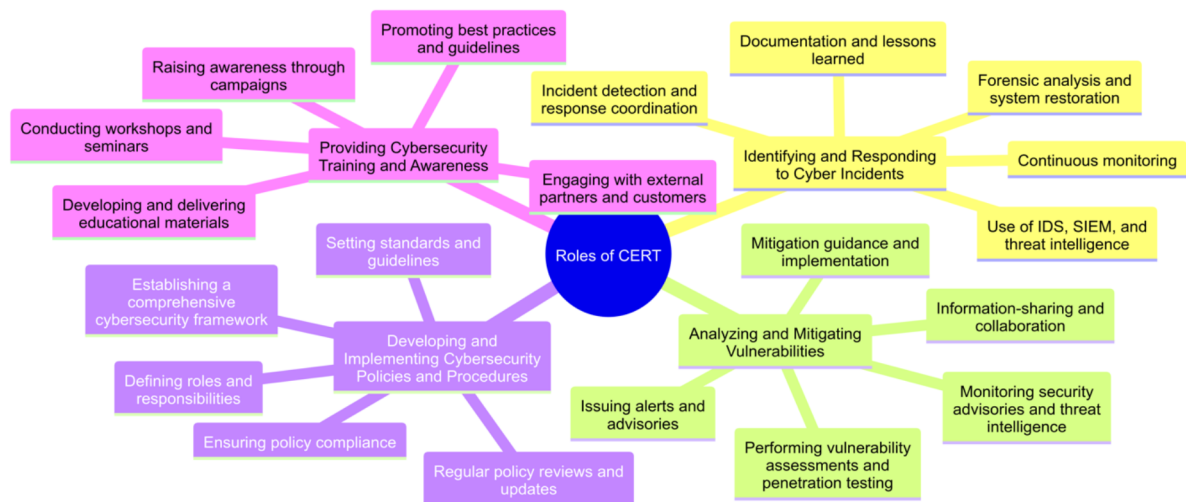 Promoting best practices
and guidelines
Raising awareness through
campaigns
Conducting workshops and
seminars
Developing and delivering
educational materials
Providing Cybersecurity
Training and Awareness
Engaging with external
partners and customers
Documentation and lessons
learned
Incident detection and
response coordination
Forensic analysis and
system restoration
Identifying and Responding
to Cyber Incidents
Continuous monitoring
Use of IDS, SIEM, and
threat intelligence
Roles of CERT
Setting standards and
guidelines
Establishing a
comprehensive
cybersecurity framework
Developing and
Implementing Cybersecurity
Policies and Procedures
Defining roles and
responsibilities
Ensuring policy compliance
Regular policy reviews and
updates
Mitigation guidance and
implementation
Information-sharing and
collaboration
Analyzing and Mitigating
Vulnerabilities
Monitoring security
advisories and threat
intelligence
Issuing alerts and
advisories
Performing vulnerability
assessments and
penetration testing